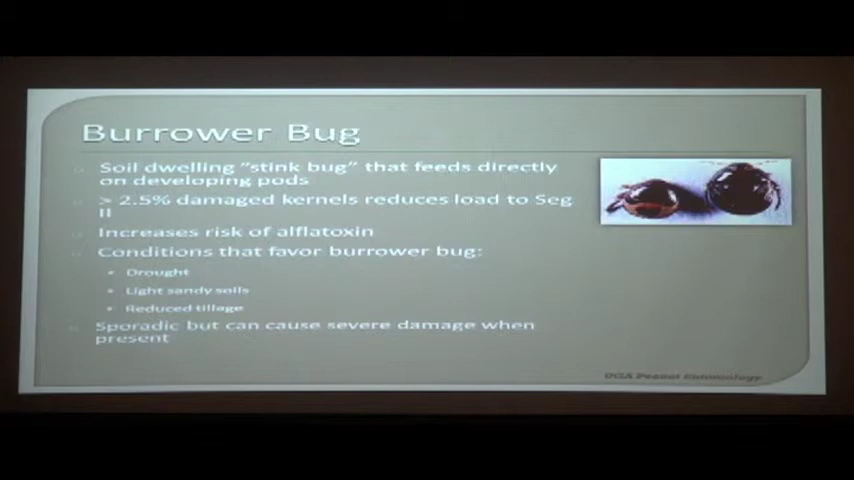 Burrower Bug
Soil dwelling "stink bug" that feeds directly
on developing pods
> 2.5% damaged kernels reduces load to Seg
II
Increases risk of alflatoxin
Conditions that favor burrower bug:
Drought
Light sandy soils
Reduced tillage
Sporadic but can cause severe damage when
present
UGA Peanut Entomology